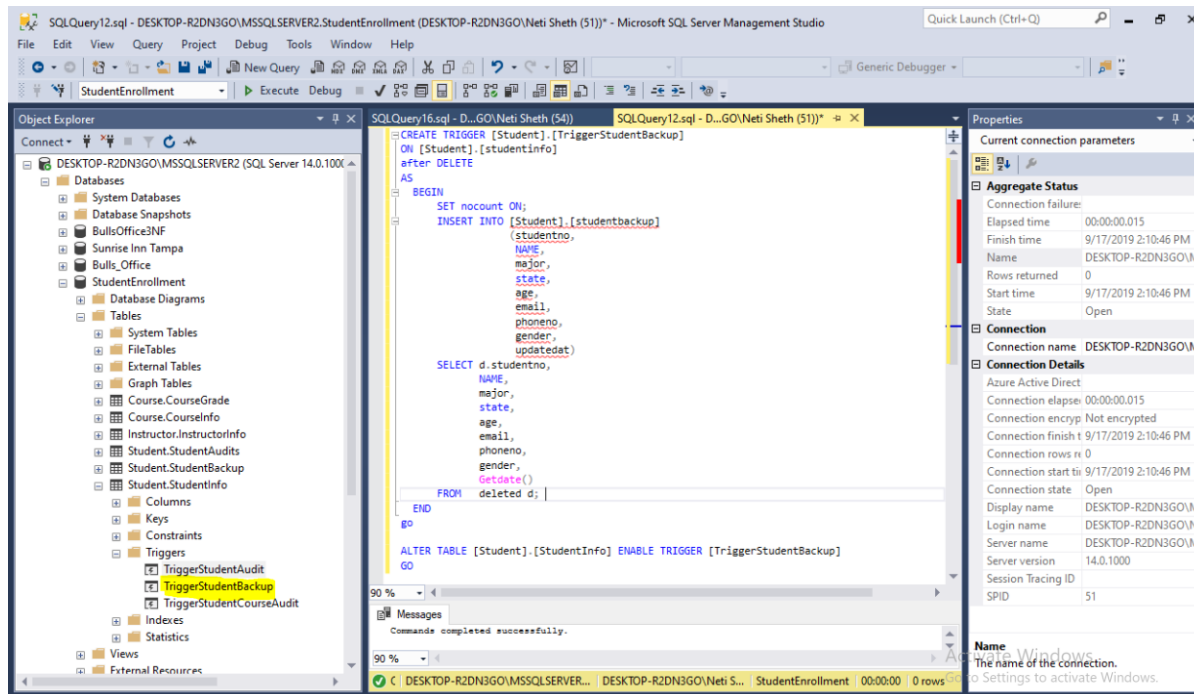 SQLQuery12.sql - DESKTOP-R2DN3GO\MSSQLSERVER2.StudentEnrollment (DESKTOP-R2DN3GO\Neti Sheth (51))* - Microsoft SQL Server Management Studio
Quick Launch (Ctrl+Q)
File Edit View Query Project Debug Tools Window Help
New Query
Generic Debugger
StudentEnrollment
Execute Debug
Object Explorer
Connect
DESKTOP-R2DN3GO\MSSQLSERVER2 (SQL Server 14.0.100(
Databases
System Databases
Database Snapshots
BullsOffice3NF
Sunrise Inn Tampa
Bulls_Office
StudentEnrollment
Database Diagrams
Tables
System Tables
FileTables
External Tables
Graph Tables
Course.CourseGrade
Course.CourseInfo
Instructor.InstructorInfo
Student.StudentAudits
Student.StudentBackup
Student.StudentInfo
Columns
Keys
Constraints
Triggers
TriggerStudentAudit
TriggerStudentBackup
TriggerStudentCourseAudit
Indexes
Statistics
Views
External Resources
SQLQuery16.sql - D...GO\Neti Sheth (54))
SQLQuery12.sql - D...GO\Neti Sheth (51))*
CREATE TRIGGER [Student].[TriggerStudentBackup]
ON [Student].[studentinfo]
after DELETE
AS
BEGIN
SET nocount ON;
INSERT INTO [Student].[studentbackup]
(studentno,
NAME,
major,
state,
age,
email,
phoneno,
gender,
updatedat)
SELECT d.studentno,
NAME,
major,
state,
age,
email,
phoneno,
gender,
Getdate()
FROM deleted d;
END
go
ALTER TABLE [Student].[StudentInfo] ENABLE TRIGGER [TriggerStudentBackup]
GO
90 %
Messages
Commands completed successfully.
90 %
DESKTOP-R2DN3GO\MSSQLSERVER... DESKTOP-R2DN3GO\Neti S... StudentEnrollment 00:00:00 0 rows
Properties
Current connection parameters
Aggregate Status
Connection failure:
Elapsed time 00:00:00.015
Finish time 9/17/2019 2:10:46 PM
Name DESKTOP-R2DN3GO\M
Rows returned 0
Start time 9/17/2019 2:10:46 PM
State Open
Connection
Connection name DESKTOP-R2DN3GO\M
Connection Details
Azure Active Direct
Connection elapse 00:00:00.015
Connection encryp Not encrypted
Connection finish t 9/17/2019 2:10:46 PM
Connection rows re 0
Connection start tir 9/17/2019 2:10:46 PM
Connection state Open
Display name DESKTOP-R2DN3GO\M
Login name DESKTOP-R2DN3GO\M
Server name DESKTOP-R2DN3GO\M
Server version 14.0.1000
Session Tracing ID
SPID 51
Name
The name of the connection.
Activate Windows
Go to Settings to activate Windows.